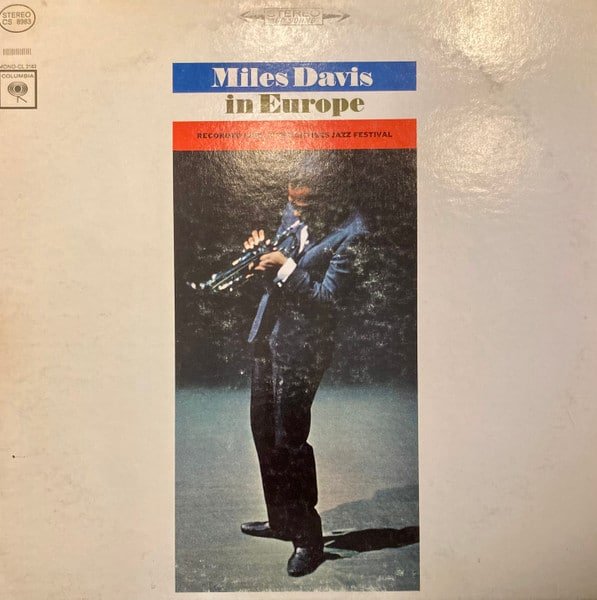 STEREO
CS 8983
STEREO
Miles Davis
in Europe
COLUMBIA
RECORDED
JAZZ FESTIVAL